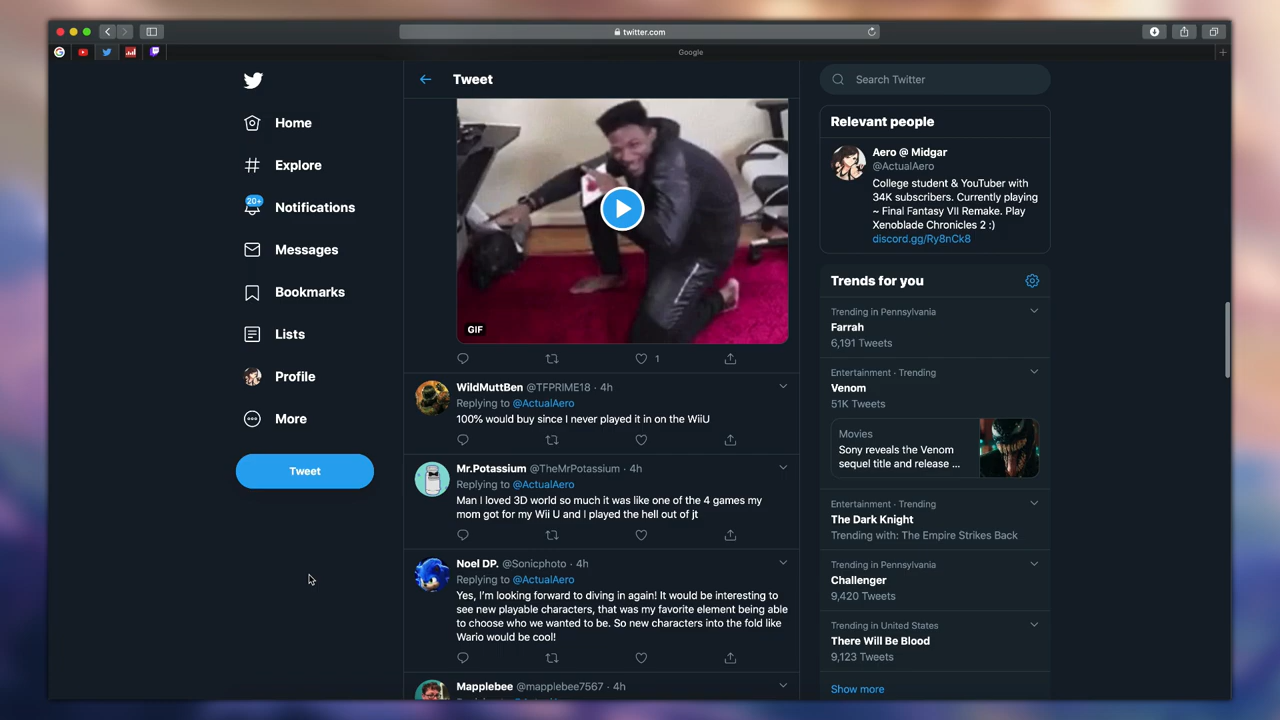 twitter.com
Google
Home
Explore
20+
Notifications
Messages
Bookmarks
Lists
Profile
More
Tweet
Tweet
GIF
1
WildMuttBen @TFPRIME18 · 4h
Replying to @ActualAero
100% would buy since I never played it in on the WiiU
Mr.Potassium @TheMrPotassium · 4h
Replying to @ActualAero
Man I loved 3D world so much it was like one of the 4 games my
mom got for my Wii U and I played the hell out of jt
Noel DP. @Sonicphoto · 4h
Replying to @ActualAero
Yes, I'm looking forward to diving in again! It would be interesting to
see new playable characters, that was my favorite element being able
to choose who we wanted to be. So new characters into the fold like
Wario would be cool!
Mapplebee @mapplebee7567 · 4h
Search Twitter
Relevant people
Aero @ Midgar
@ActualAero
College student & YouTuber with
34K subscribers. Currently playing
~ Final Fantasy VII Remake. Play
Xenoblade Chronicles 2 :)
discord.gg/Ry8nCk8
Trends for you
Trending in Pennsylvania
Farrah
6,191 Tweets
Entertainment · Trending
Venom
51K Tweets
Movies
Sony reveals the Venom
sequel title and release ...
Entertainment · Trending
The Dark Knight
Trending with: The Empire Strikes Back
Trending in Pennsylvania
Challenger
9,420 Tweets
Trending in United States
There Will Be Blood
9,123 Tweets
Show more